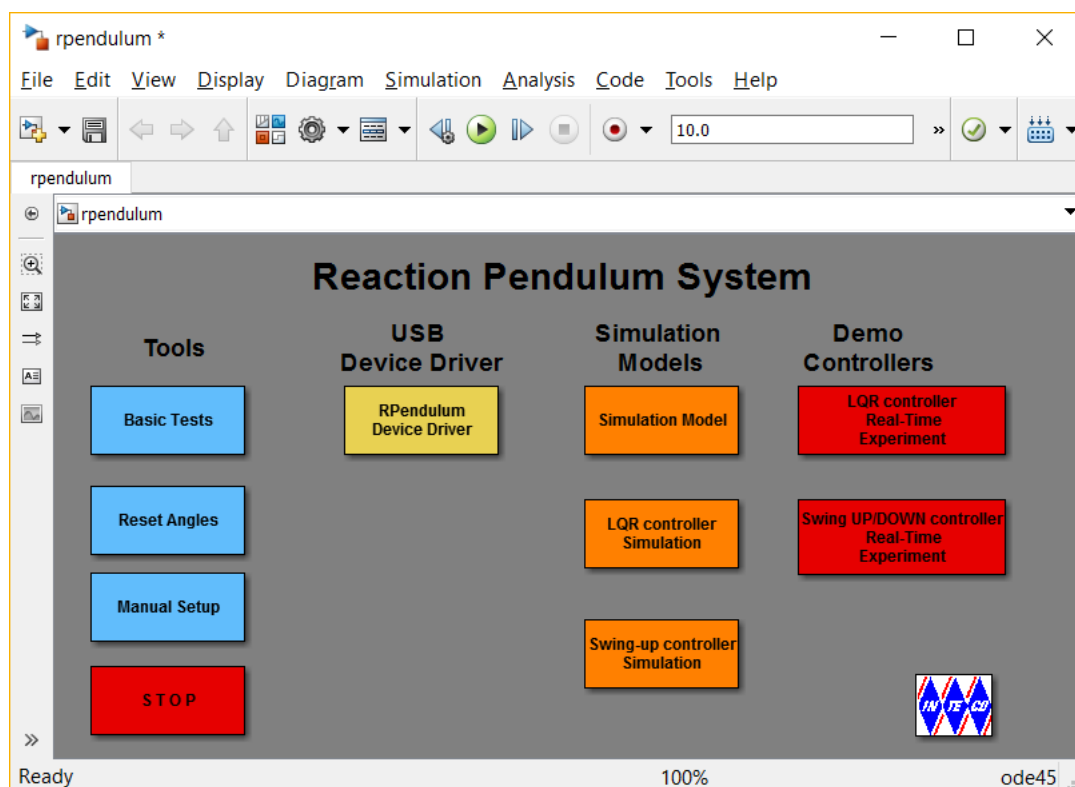 rpendulum *
File Edit View Display Diagram Simulation Analysis Code Tools Help
10.0
»
rpendulum
rpendulum
Reaction Pendulum System
Tools
USB
Device Driver
Simulation
Models
Demo
Controllers
Basic Tests
RPendulum
Device Driver
Simulation Model
LQR controller
Real-Time
Experiment
Reset Angles
LQR controller
Simulation
Swing UP/DOWN controller
Real-Time
Experiment
Manual Setup
Swing-up controller
Simulation
S T O P
IN TE CO
»
Ready 100% ode45